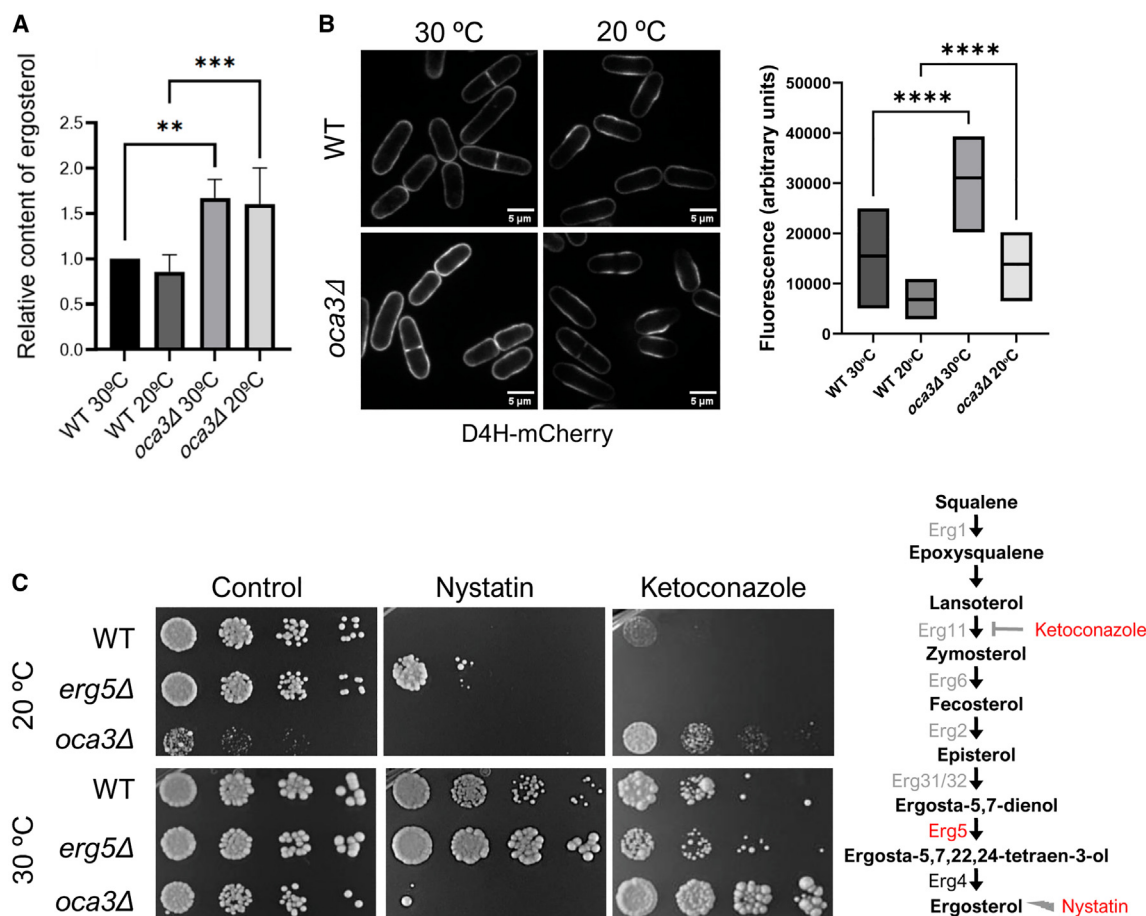 A
Relative content of ergosterol
2.5
2.0
1.5
1.0
0.5
0.0
**
***
WT 30ºC
WT 20ºC
oca3Δ 30ºC
oca3Δ 20ºC
B
30 ºC
20 ºC
WT
oca3Δ
5 µm
5 µm
5 µm
5 µm
D4H-mCherry
Fluorescence (arbitrary units)
50000
40000
30000
20000
10000
0
****
****
WT 30ºC
WT 20ºC
oca3Δ 30ºC
oca3Δ 20ºC
C
Control
Nystatin
Ketoconazole
20 ºC
WT
erg5Δ
oca3Δ
30 ºC
WT
erg5Δ
oca3Δ
Squalene
Erg1
Epoxysqualene
Lansoterol
Erg11
Ketoconazole
Zymosterol
Erg6
Fecosterol
Erg2
Episterol
Erg31/32
Ergosta-5,7-dienol
Erg5
Ergosta-5,7,22,24-tetraen-3-ol
Erg4
Ergosterol
Nystatin